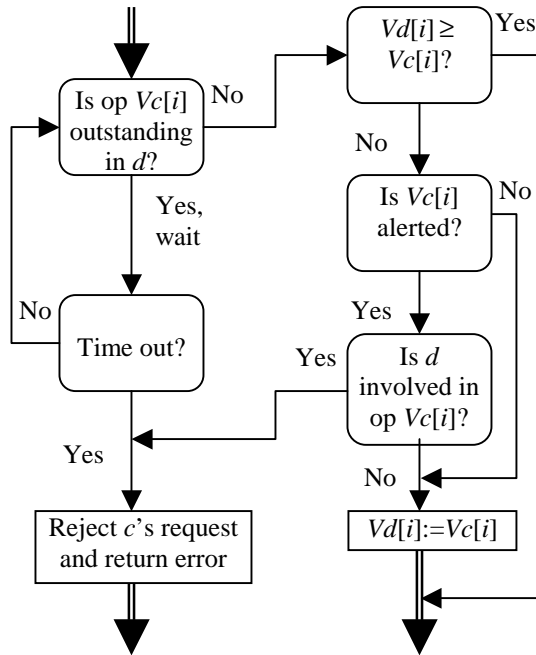 Is op Vc[i]
outstanding
in d?
No
Vd[i] ≥
Vc[i]?
Yes
No
Yes,
wait
Is Vc[i]
alerted?
No
No
Time out?
Yes
Yes
Is d
involved in
op Vc[i]?
Yes
No
Reject c's request
and return error
Vd[i]:=Vc[i]